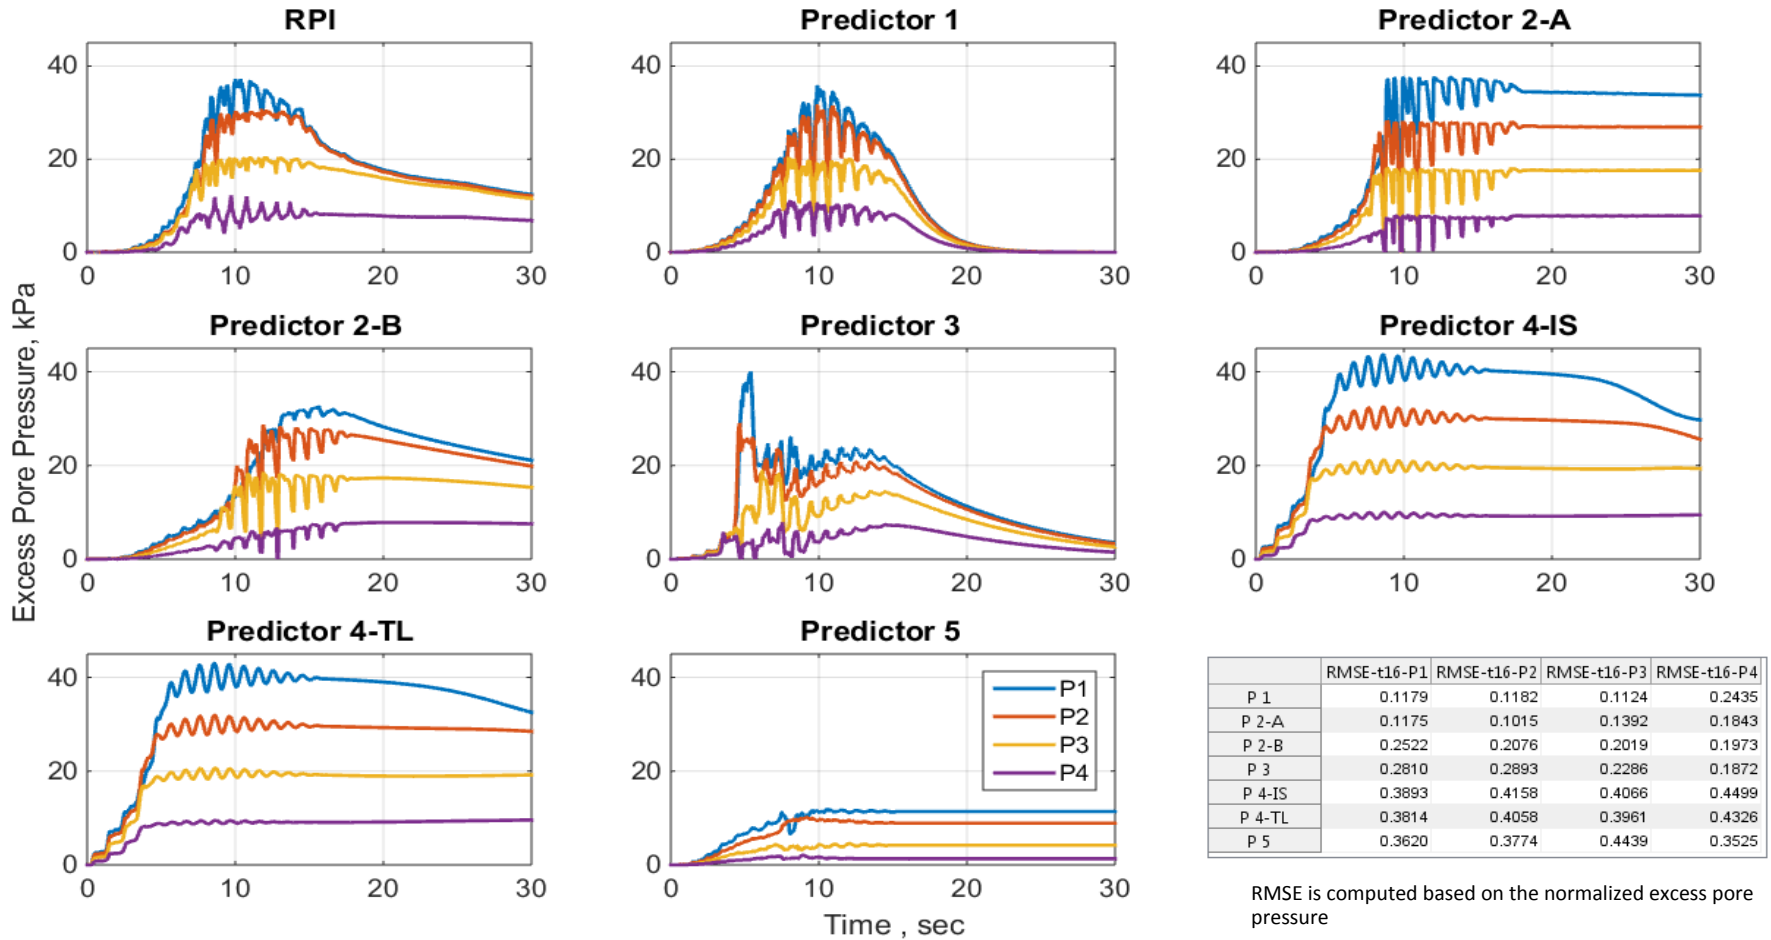 RPI
Predictor 1
Predictor 2-A
40
20
0
0
10
20
30
40
20
0
0
10
20
30
40
20
0
0
10
20
30
Excess Pore Pressure, kPa
Predictor 2-B
Predictor 3
Predictor 4-IS
40
20
0
0
10
20
30
40
20
0
0
10
20
30
40
20
0
0
10
20
30
Predictor 4-TL
Predictor 5
40
20
0
0
10
20
30
40
20
0
0
10
20
30
P1
P2
P3
P4
Time , sec
RMSE-t16-P1 RMSE-t16-P2 RMSE-t16-P3 RMSE-t16-P4
P 1 0.1179 0.1182 0.1124 0.2435
P 2-A 0.1175 0.1015 0.1392 0.1843
P 2-B 0.2522 0.2076 0.2019 0.1973
P 3 0.2810 0.2893 0.2286 0.1872
P 4-IS 0.3893 0.4158 0.4066 0.4499
P 4-TL 0.3814 0.4058 0.3961 0.4326
P 5 0.3620 0.3774 0.4439 0.3525
RMSE is computed based on the normalized excess pore
pressure